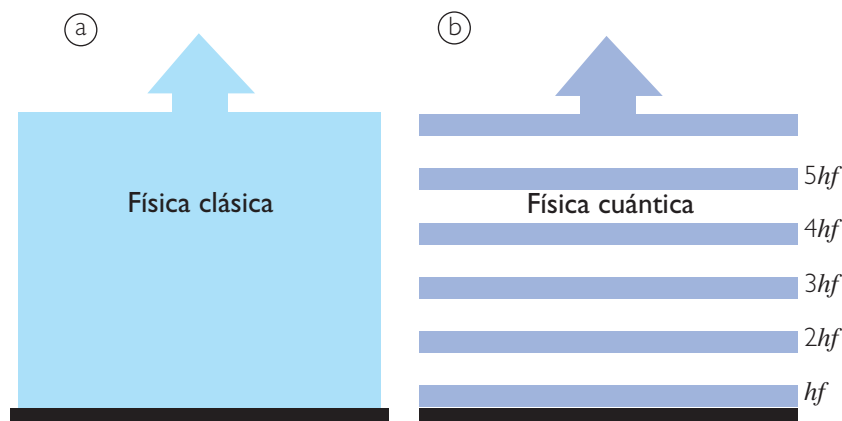 a
b
Física clásica
Física cuántica
5hf
4hf
3hf
2hf
hf